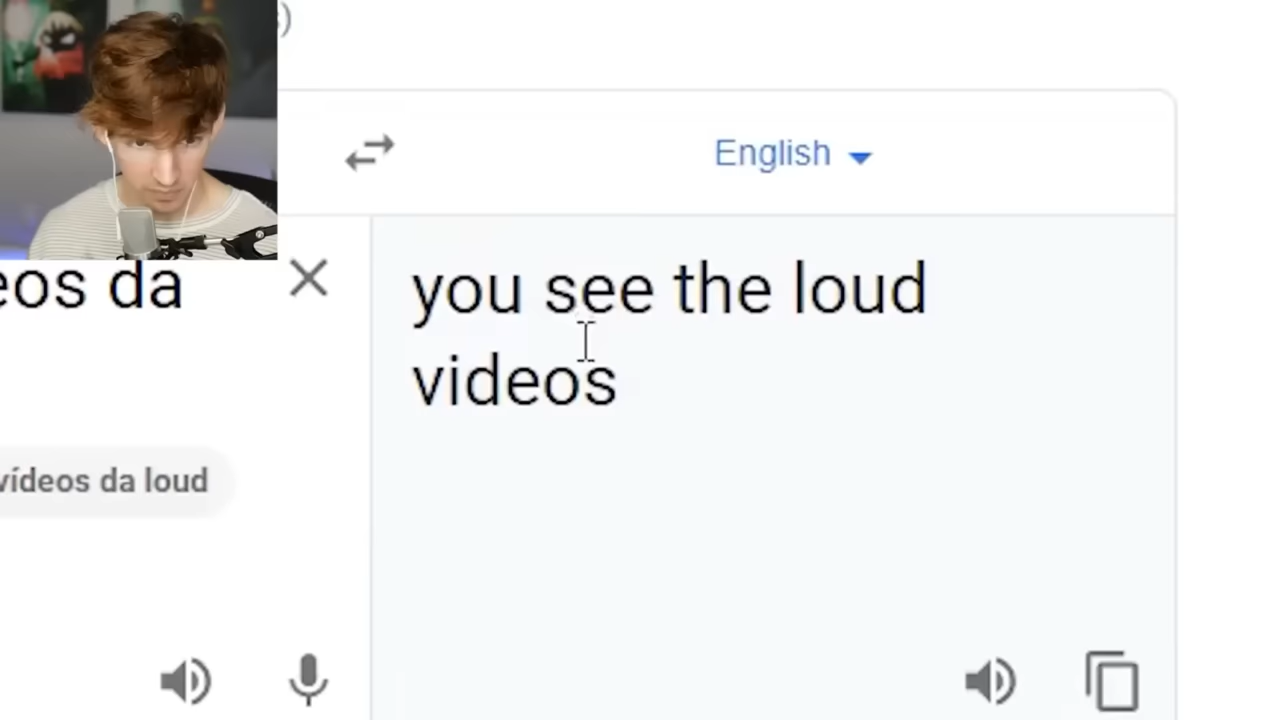 English
eos da
you see the loud
videos
vídeos da loud